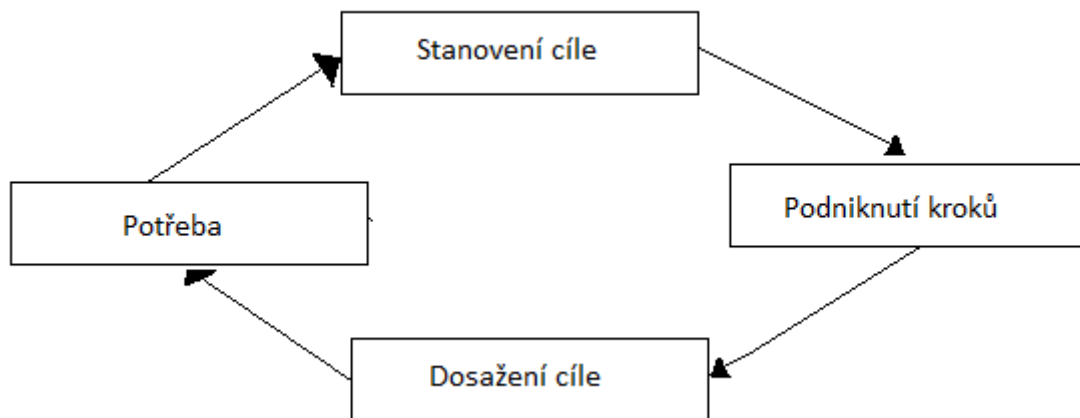 Stanovení cíle
Podniknutí kroků
Potřeba
Dosažení cíle